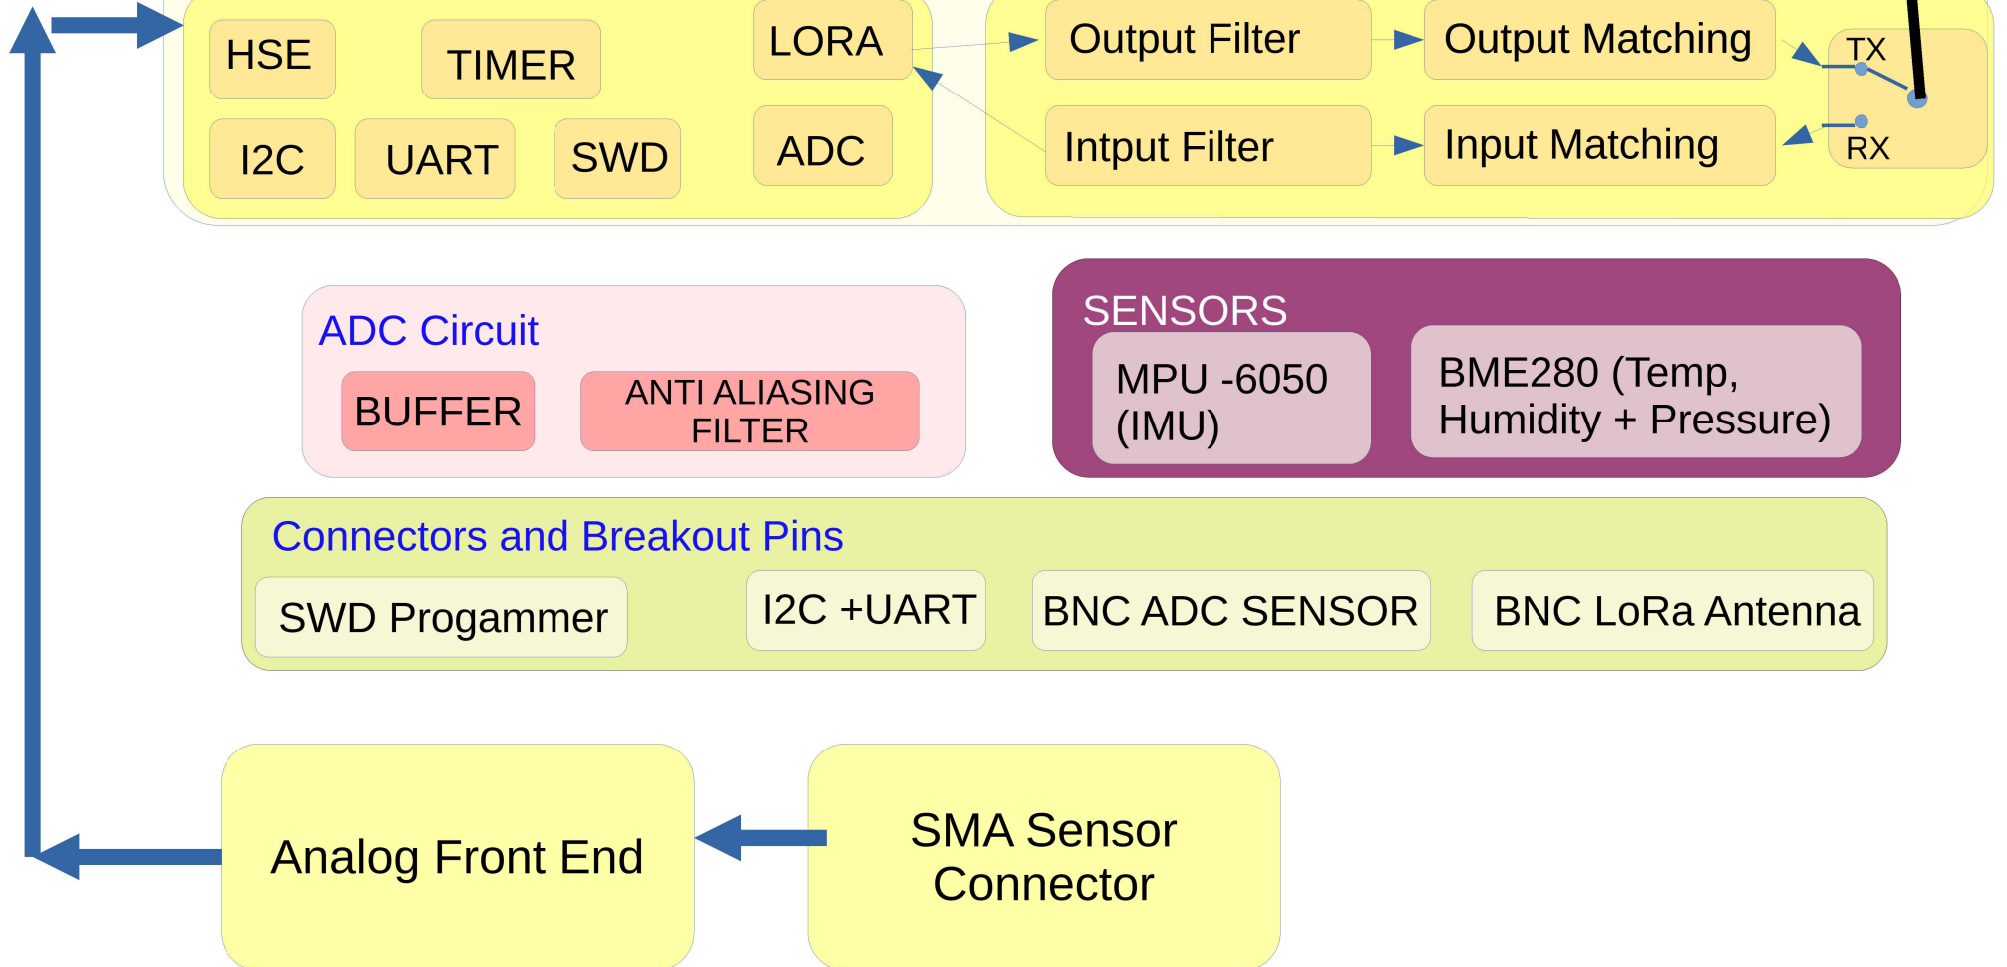 HSE
TIMER
LORA
I2C
UART
SWD
ADC
Output Filter
Output Matching
TX
Intput Filter
Input Matching
RX
ADC Circuit
BUFFER
ANTI ALIASING
FILTER
SENSORS
MPU -6050
(IMU)
BME280 (Temp,
Humidity + Pressure)
Connectors and Breakout Pins
SWD Progammer
I2C +UART
BNC ADC SENSOR
BNC LoRa Antenna
Analog Front End
SMA Sensor
Connector